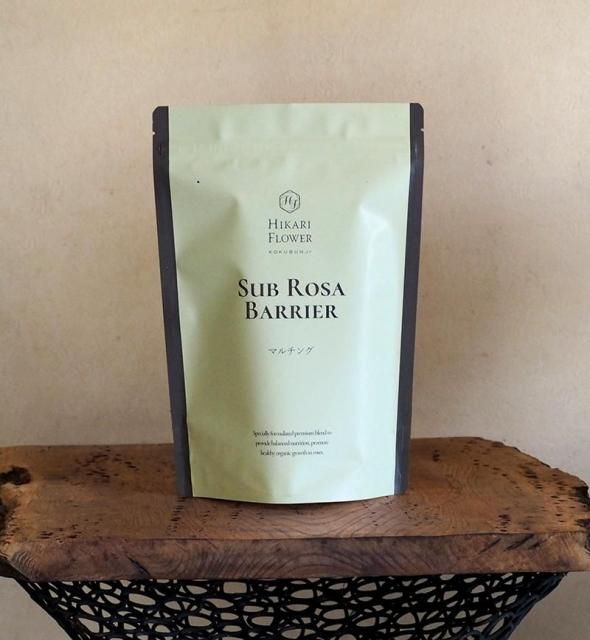 HF
HIKARI
FLOWER
KOKUBUNJI
SUB ROSA
BARRIER
マルチング
Specially formulated premium blend to
provide balanced nutrition, promote
healthy organic growth in roses.